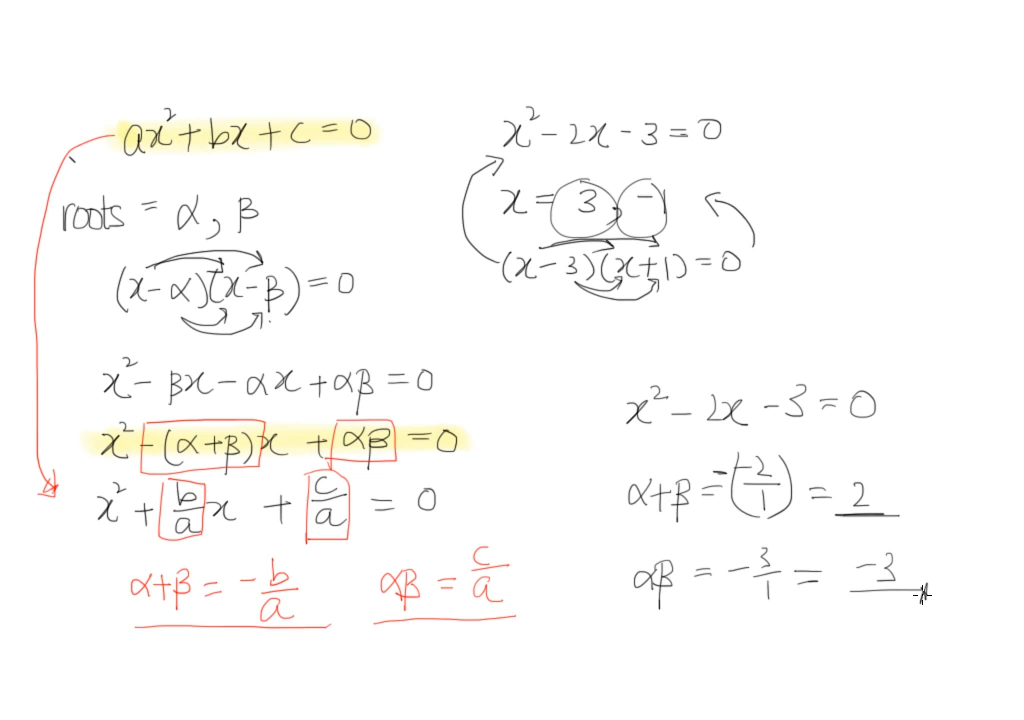 ax² + bx + c = 0
roots = α, β
(x - α)(x - β) = 0
x² - βx - αx + αβ = 0
x² - (α+β)x + αβ = 0
x² + b/a x + c/a = 0
α+β = - b/a
αβ = c/a
x² - 2x - 3 = 0
x = 3, -1
(x - 3)(x + 1) = 0
x² - 2x - 3 = 0
α+β = -(-2/1) = 2
αβ = - 3/1 = -3